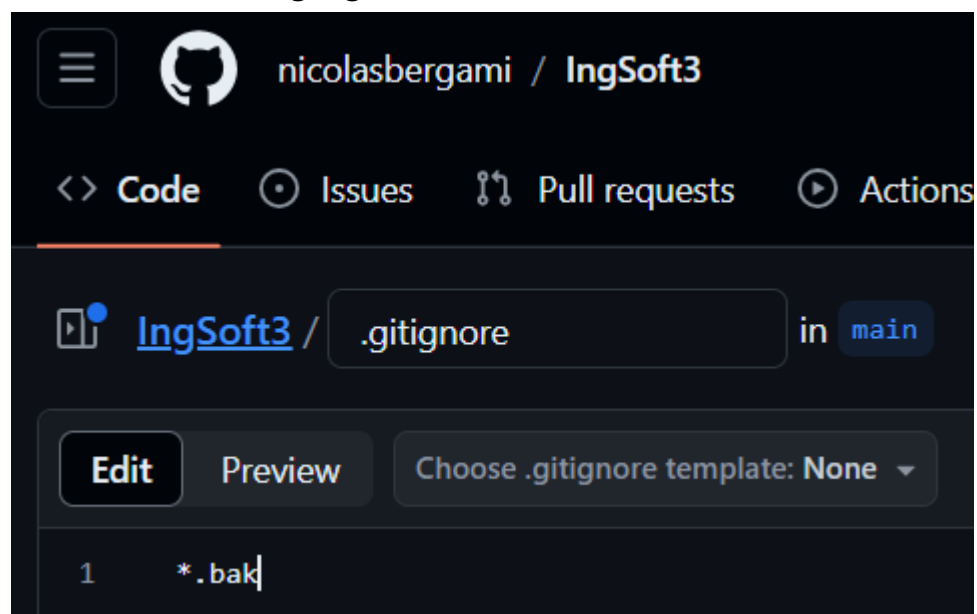 nicolasbergami / IngSoft3
<> Code Issues Pull requests Actions
IngSoft3 / .gitignore in main
Edit Preview Choose .gitignore template: None
1 *.bak